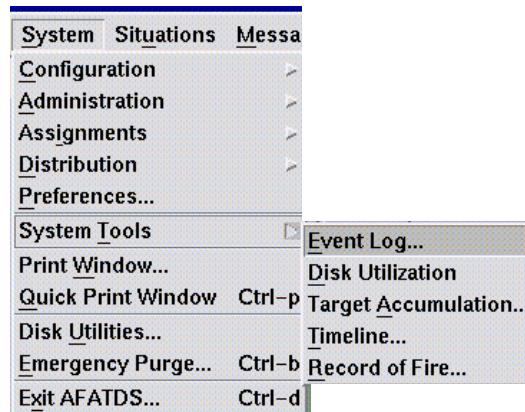 System Situations Messa
Configuration
Administration
Assignments
Distribution
Preferences...
System Tools
Print Window...
Quick Print Window Ctrl-p
Disk Utilities...
Emergency Purge... Ctrl-b
Exit AFATDS... Ctrl-d
Event Log...
Disk Utilization
Target Accumulation..
Timeline...
Record of Fire...